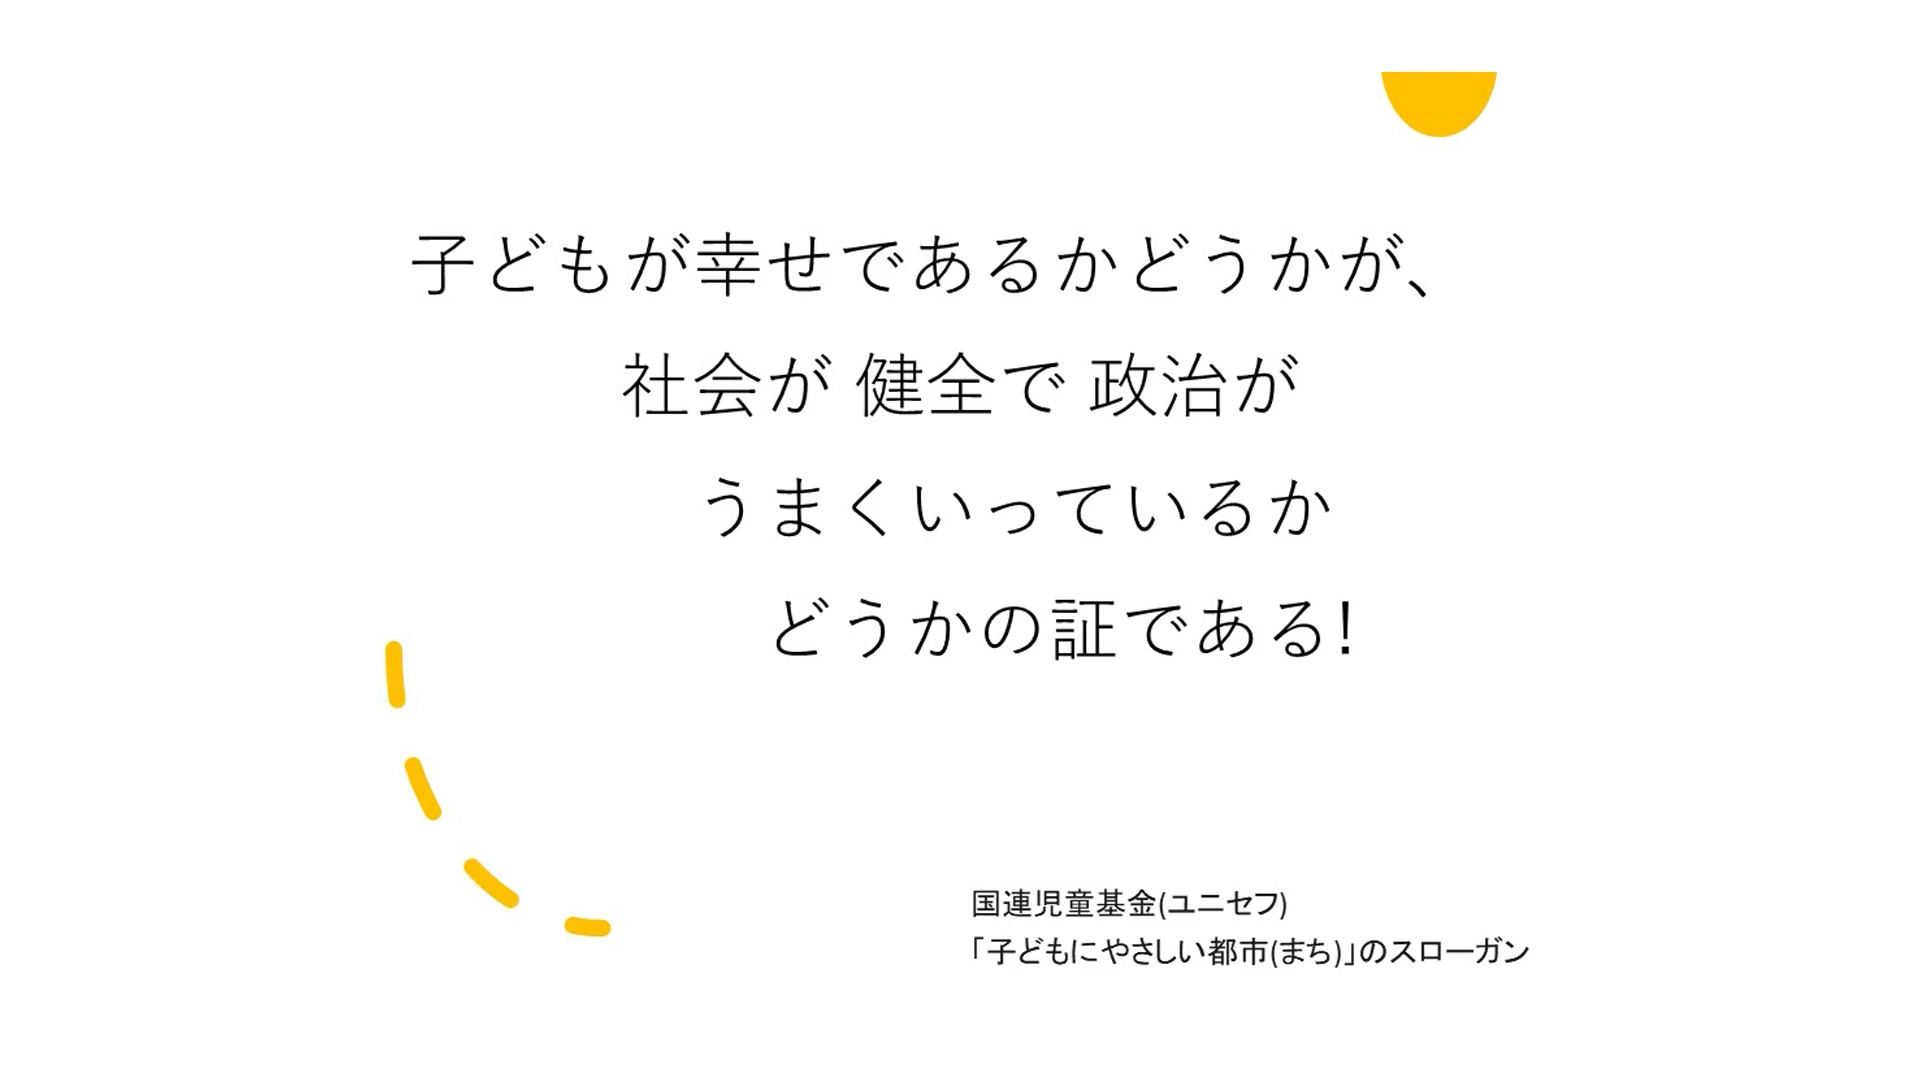 子どもが幸せであるかどうかが、
社会が 健全で 政治が
うまくいっているか
どうかの証である!
国連児童基金(ユニセフ)
「子どもにやさしい都市(まち)」のスローガン